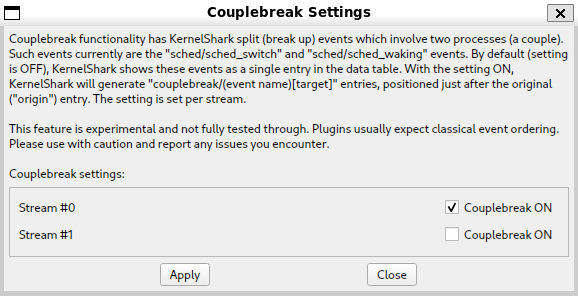 Couplebreak Settings
Couplebreak functionality has KernelShark split (break up) events which involve two processes (a couple).
Such events currently are the "sched/sched_switch" and "sched/sched_waking" events. By default (setting
is OFF), KernelShark shows these events as a single entry in the data table. With the setting ON,
KernelShark will generate "couplebreak/(event name)[target]" entries, positioned just after the original
("origin") entry. The setting is set per stream.
This feature is experimental and not fully tested through. Plugins usually expect classical event ordering.
Please use with caution and report any issues you encounter.
Couplebreak settings:
Stream #0 Couplebreak ON
Stream #1 Couplebreak ON
Apply Close